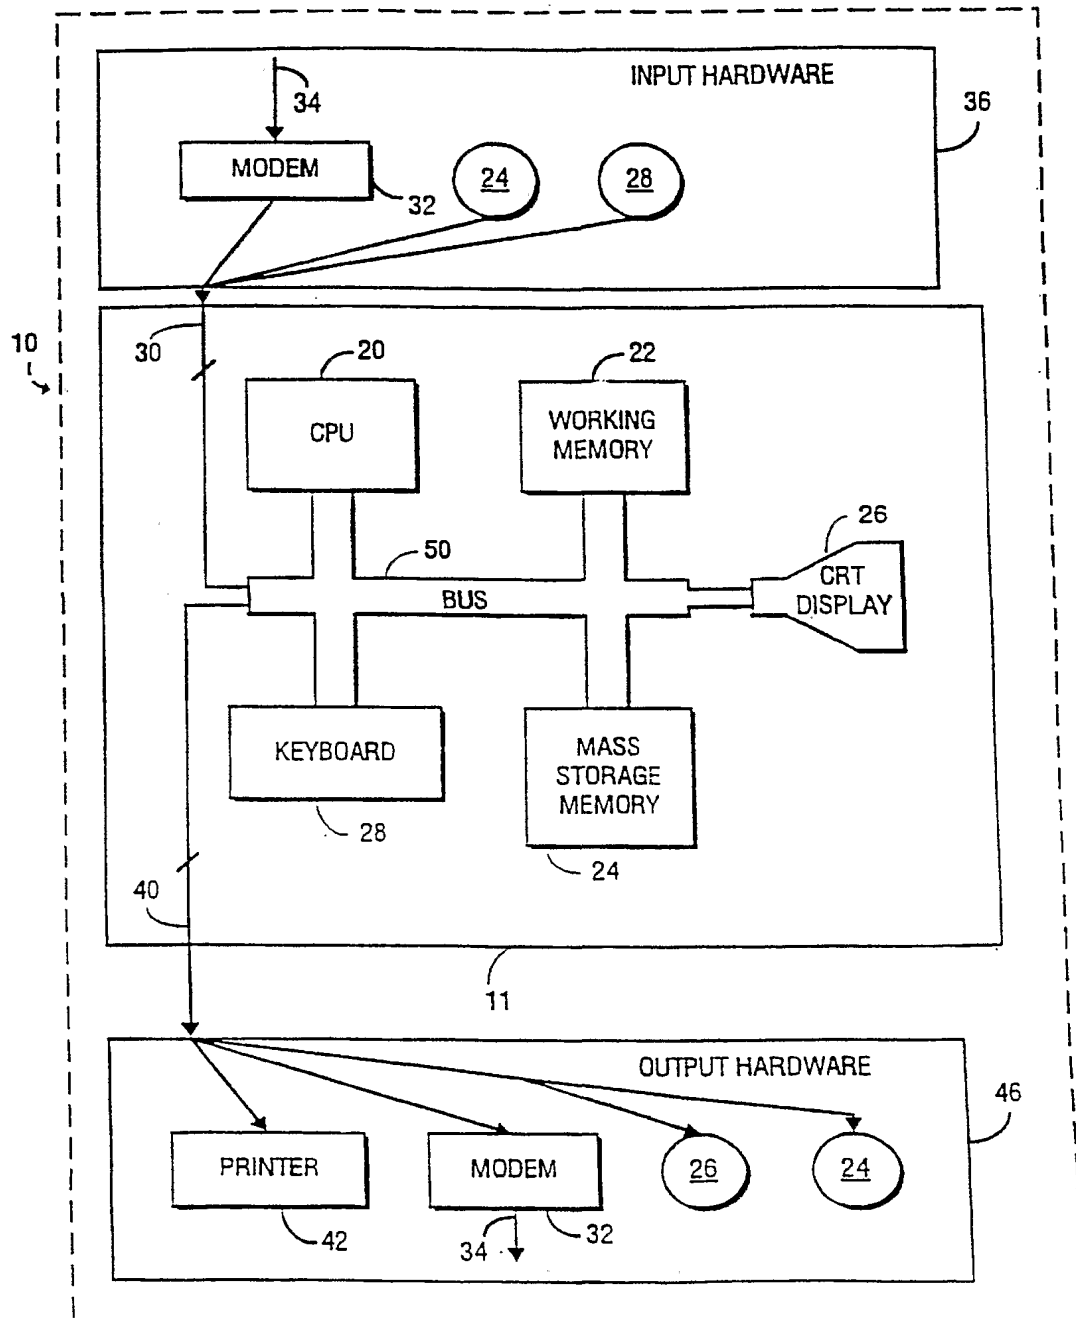 INPUT HARDWARE
34
36
MODEM
32
24
28
10
30
20
22
CPU
WORKING
MEMORY
50
26
BUS
CRT
DISPLAY
KEYBOARD
MASS
STORAGE
MEMORY
28
24
40
11
OUTPUT HARDWARE
46
PRINTER
MODEM
26
24
42
34
32